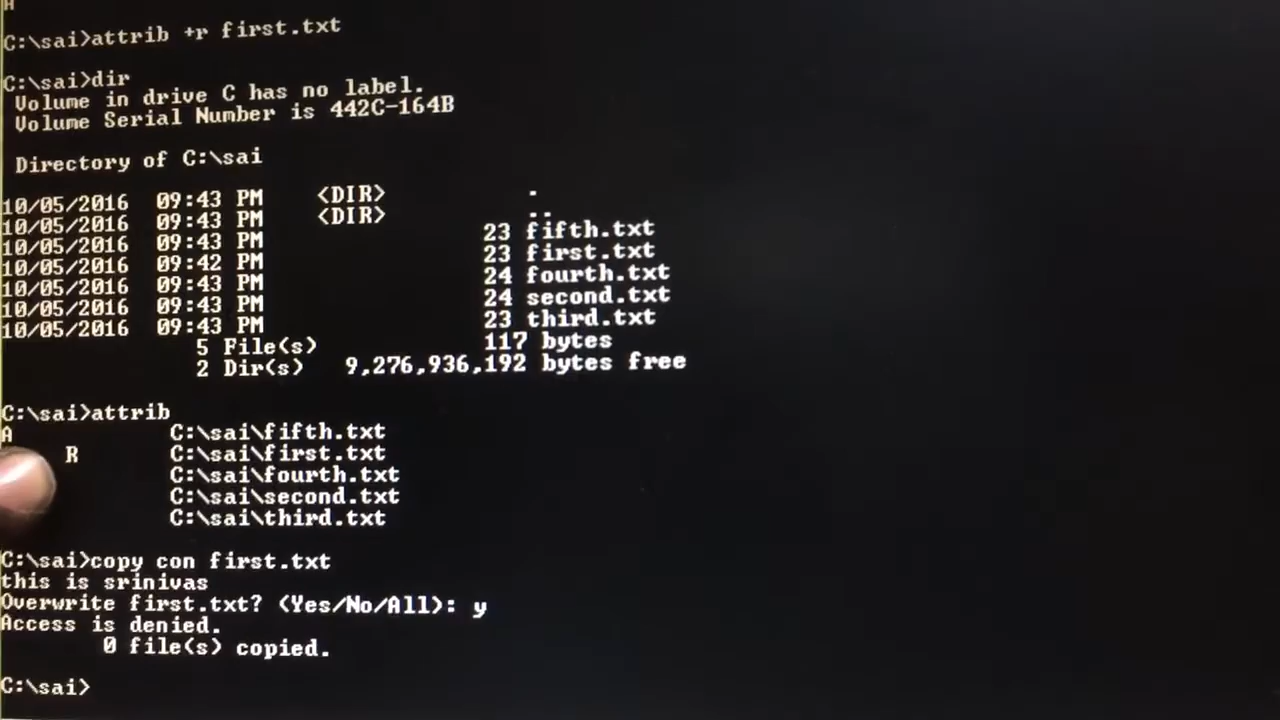 A
C:\sai>attrib +r first.txt
C:\sai>dir
Volume in drive C has no label.
Volume Serial Number is 442C-164B
Directory of C:\sai
10/05/2016 09:43 PM <DIR> .
10/05/2016 09:43 PM <DIR> ..
10/05/2016 09:43 PM 23 fifth.txt
10/05/2016 09:42 PM 23 first.txt
10/05/2016 09:43 PM 24 fourth.txt
10/05/2016 09:43 PM 24 second.txt
10/05/2016 09:43 PM 23 third.txt
5 File(s) 117 bytes
2 Dir(s) 9,276,936,192 bytes free
C:\sai>attrib
A C:\sai\fifth.txt
R C:\sai\first.txt
C:\sai\fourth.txt
C:\sai\second.txt
C:\sai\third.txt
C:\sai>copy con first.txt
this is srinivas
Overwrite first.txt? (Yes/No/All): y
Access is denied.
0 file(s) copied.
C:\sai>